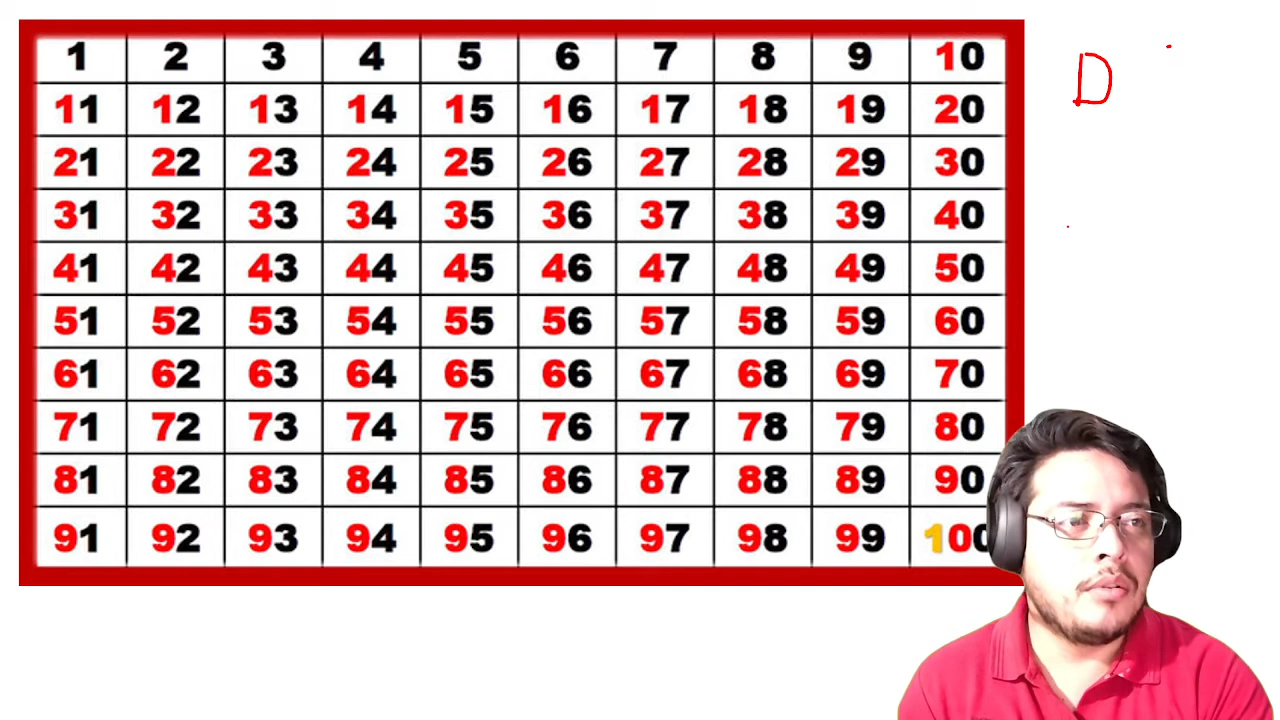 1 2 3 4 5 6 7 8 9 10
D
11 12 13 14 15 16 17 18 19 20
21 22 23 24 25 26 27 28 29 30
31 32 33 34 35 36 37 38 39 40
41 42 43 44 45 46 47 48 49 50
51 52 53 54 55 56 57 58 59 60
61 62 63 64 65 66 67 68 69 70
71 72 73 74 75 76 77 78 79 80
81 82 83 84 85 86 87 88 89 90
91 92 93 94 95 96 97 98 99 100